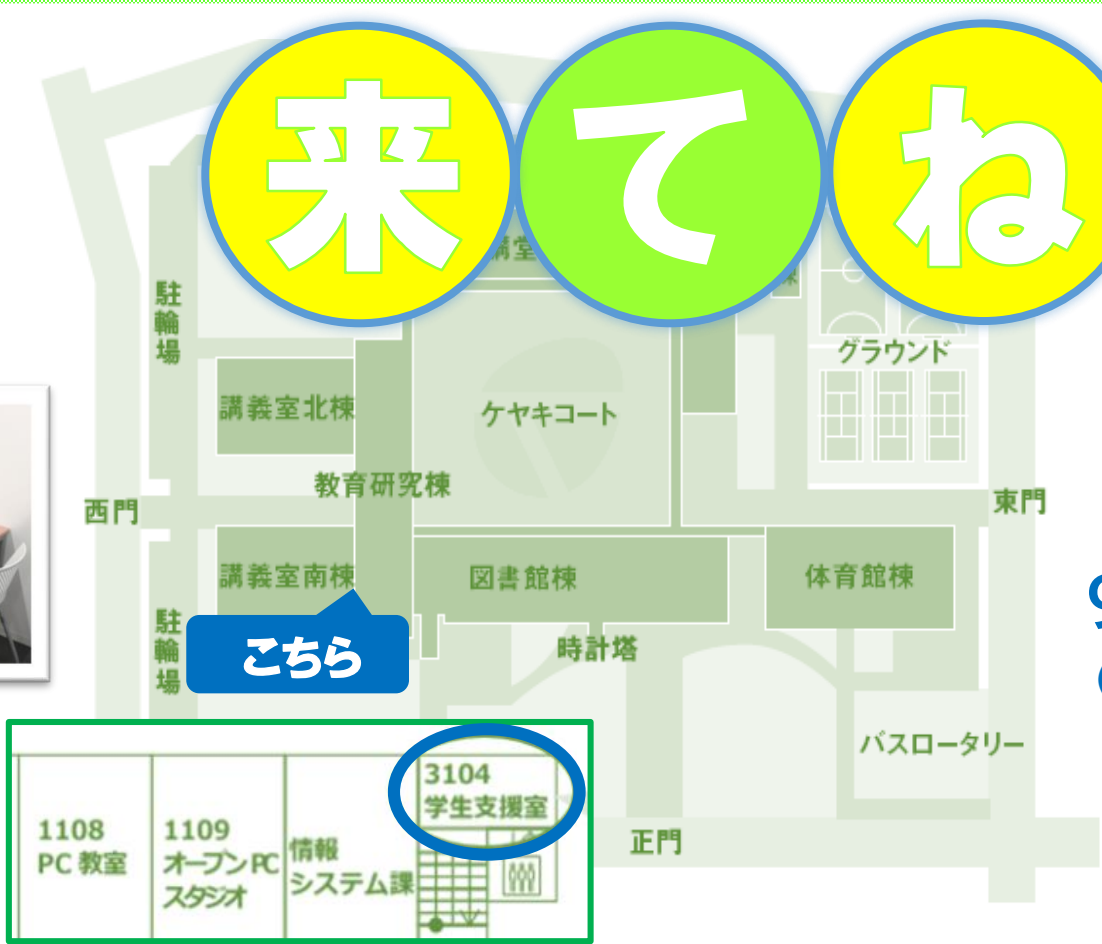 来てね
講堂
駐輪場
グラウンド
講義室北棟
ケヤキコート
教育研究棟
西門
東門
講義室南棟
図書館棟
体育館棟
駐輪場
こちら
時計塔
バスロータリー
正門
3104
学生支援室
1108
PC 教室
1109
オープンPC
スタジオ
情報
システム課